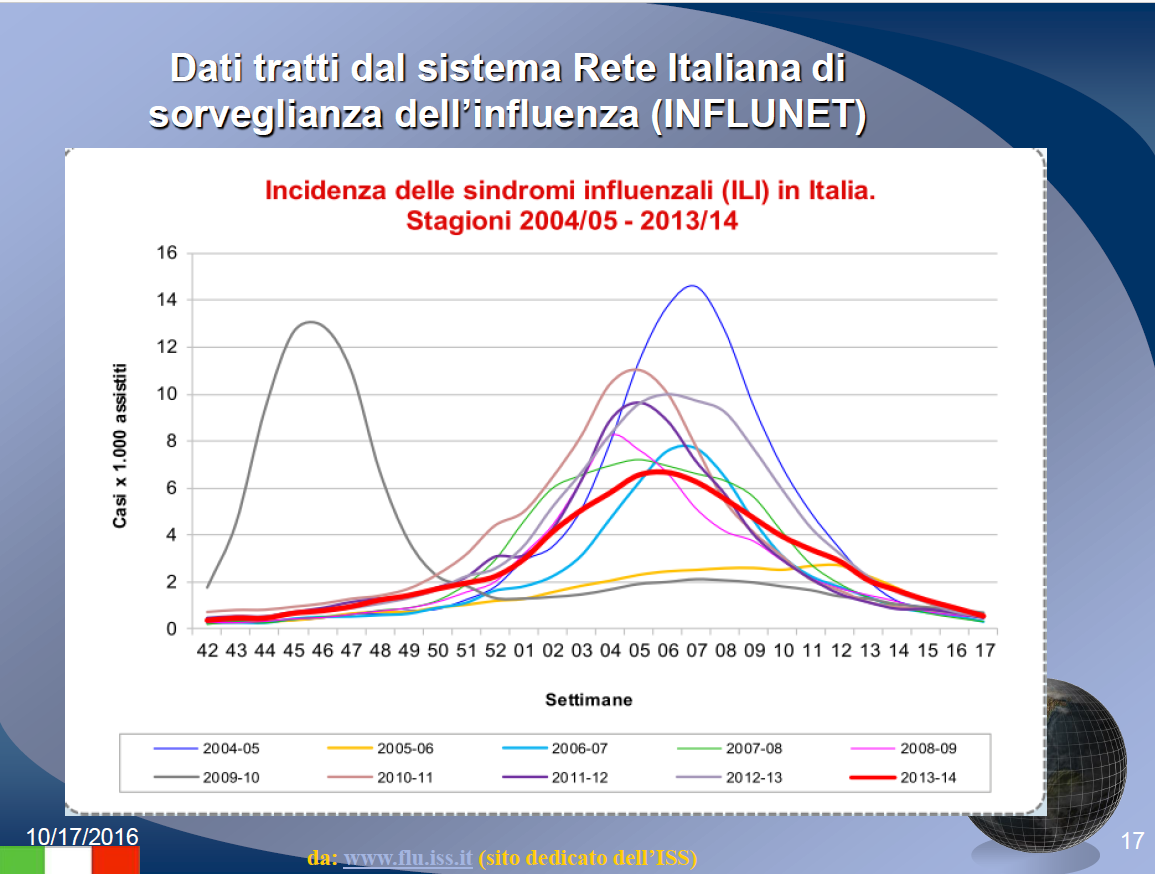 Dati tratti dal sistema Rete Italiana di
sorveglianza dell'influenza (INFLUNET)
Incidenza delle sindromi influenzali (ILI) in Italia.
Stagioni 2004/05 - 2013/14
Casi x 1.000 assistiti
16
14
12
10
8
6
4
2
0
42 43 44 45 46 47 48 49 50 51 52 01 02 03 04 05 06 07 08 09 10 11 12 13 14 15 16 17
Settimane
2004-05 2005-06 2006-07 2007-08 2008-09
2009-10 2010-11 2011-12 2012-13 2013-14
10/17/2016
da: www.flu.iss.it (sito dedicato dell'ISS)
17